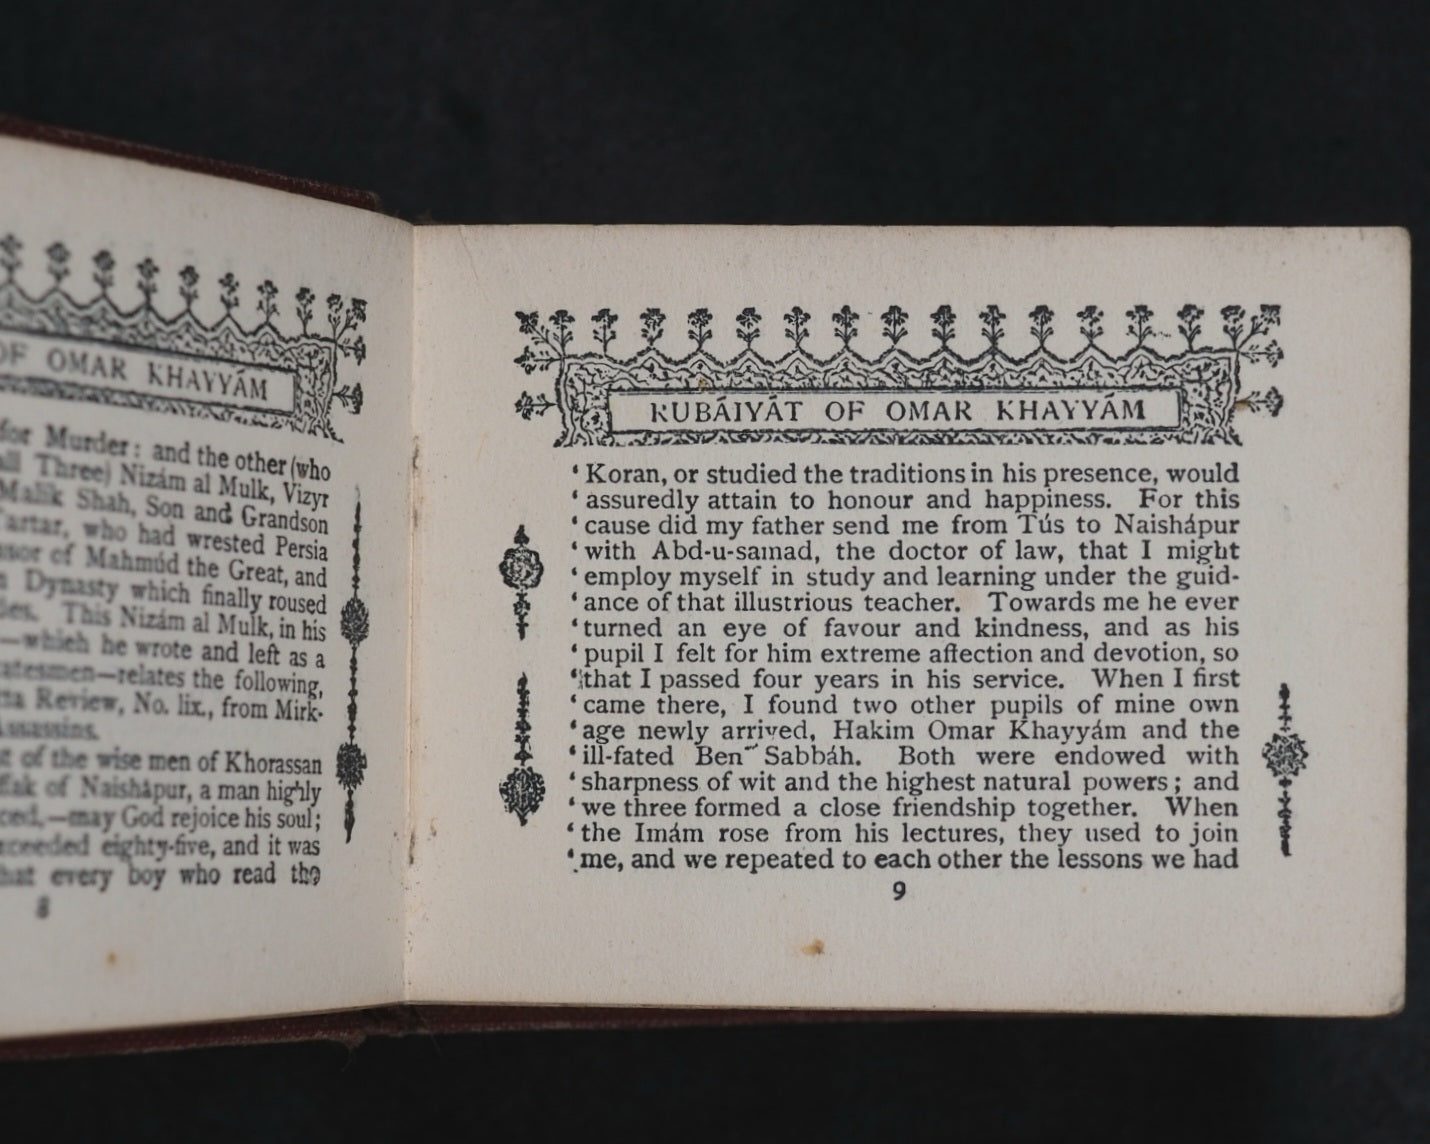 OF OMAR KHAYYÁM
for Murder: and the other (who
all Three) Nizám al Mulk, Vizyr
Malik Shah, Son and Grandson
Tartar, who had wrested Persia
of Mahmúd the Great, and
Dynasty which finally roused
This Nizám al Mulk, in his
—which he wrote and left as a
—relates the following,
Review, No. lix., from Mirk-
Assassins.
of the wise men of Khorassan
of Naishápur, a man highly
—may God rejoice his soul;
exceeded eighty-five, and it was
that every boy who read the
8
RUBÁIYÁT OF OMAR KHAYYÁM
‘Koran, or studied the traditions in his presence, would
‘assuredly attain to honour and happiness. For this
‘cause did my father send me from Tús to Naishápur
‘with Abd-u-samad, the doctor of law, that I might
‘employ myself in study and learning under the guid-
‘ance of that illustrious teacher. Towards me he ever
‘turned an eye of favour and kindness, and as his
‘pupil I felt for him extreme affection and devotion, so
‘that I passed four years in his service. When I first
‘came there, I found two other pupils of mine own
‘age newly arrived, Hakim Omar Khayyám and the
‘ill-fated Ben Sabbáh. Both were endowed with
‘sharpness of wit and the highest natural powers; and
‘we three formed a close friendship together. When
‘the Imám rose from his lectures, they used to join
‘me, and we repeated to each other the lessons we had
9